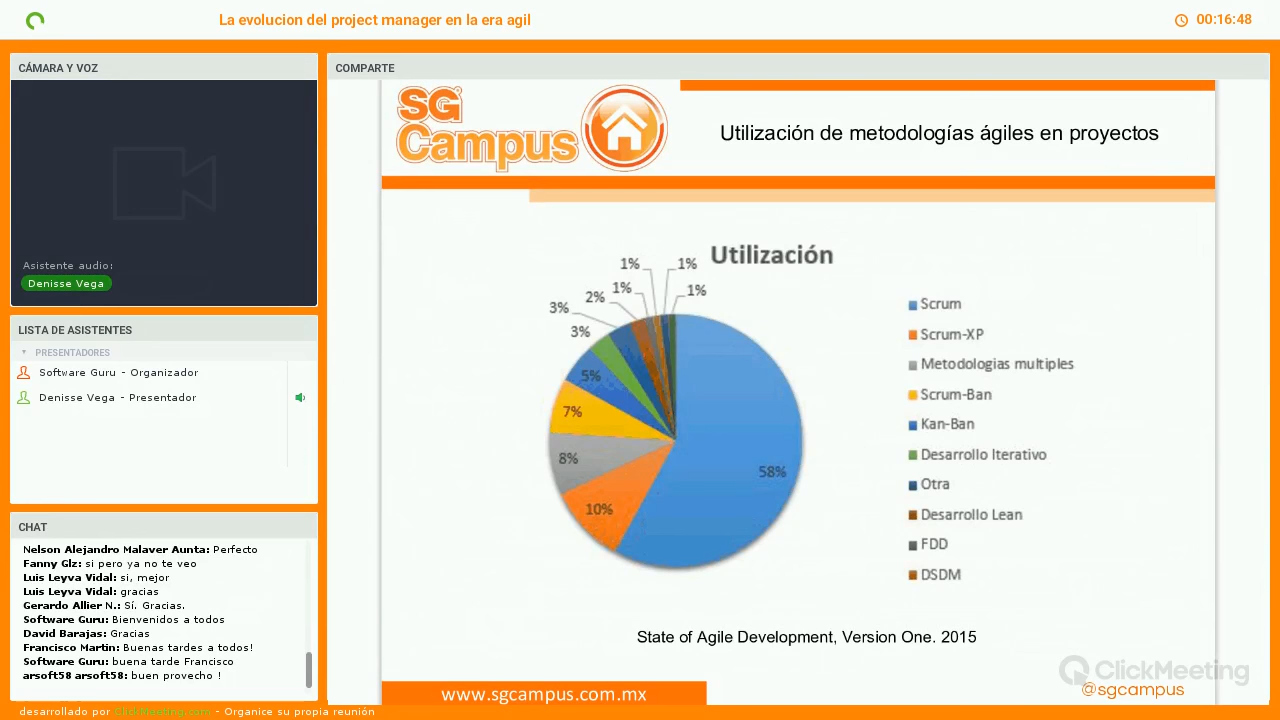 La evolucion del project manager en la era agil
00:16:48
CÁMARA Y VOZ
Asistente audio:
Denisse Vega
LISTA DE ASISTENTES
PRESENTADORES
Software Guru - Organizador
Denisse Vega - Presentador
CHAT
Nelson Alejandro Malaver Aunta: Perfecto
Fanny Glz: si pero ya no te veo
Luis Leyva Vidal: si, mejor
Luis Leyva Vidal: gracias
Gerardo Allier N.: Sí. Gracias.
Software Guru: Bienvenidos a todos
David Barajas: Gracias
Francisco Martin: Buenas tardes a todos!
Software Guru: buena tarde Francisco
arsoft58 arsoft58: buen provecho !
COMPARTE
SG
Campus
Utilización de metodologías ágiles en proyectos
Utilización
1%
1%
1%
1%
2%
3%
3%
5%
7%
8%
10%
58%
Scrum
Scrum-XP
Metodologias multiples
Scrum-Ban
Kan-Ban
Desarrollo Iterativo
Otra
Desarrollo Lean
FDD
DSDM
State of Agile Development, Version One. 2015
ClickMeeting
www.sgcampus.com.mx
@sgcampus
desarrollado por ClickMeeting.com - Organice su propia reunión